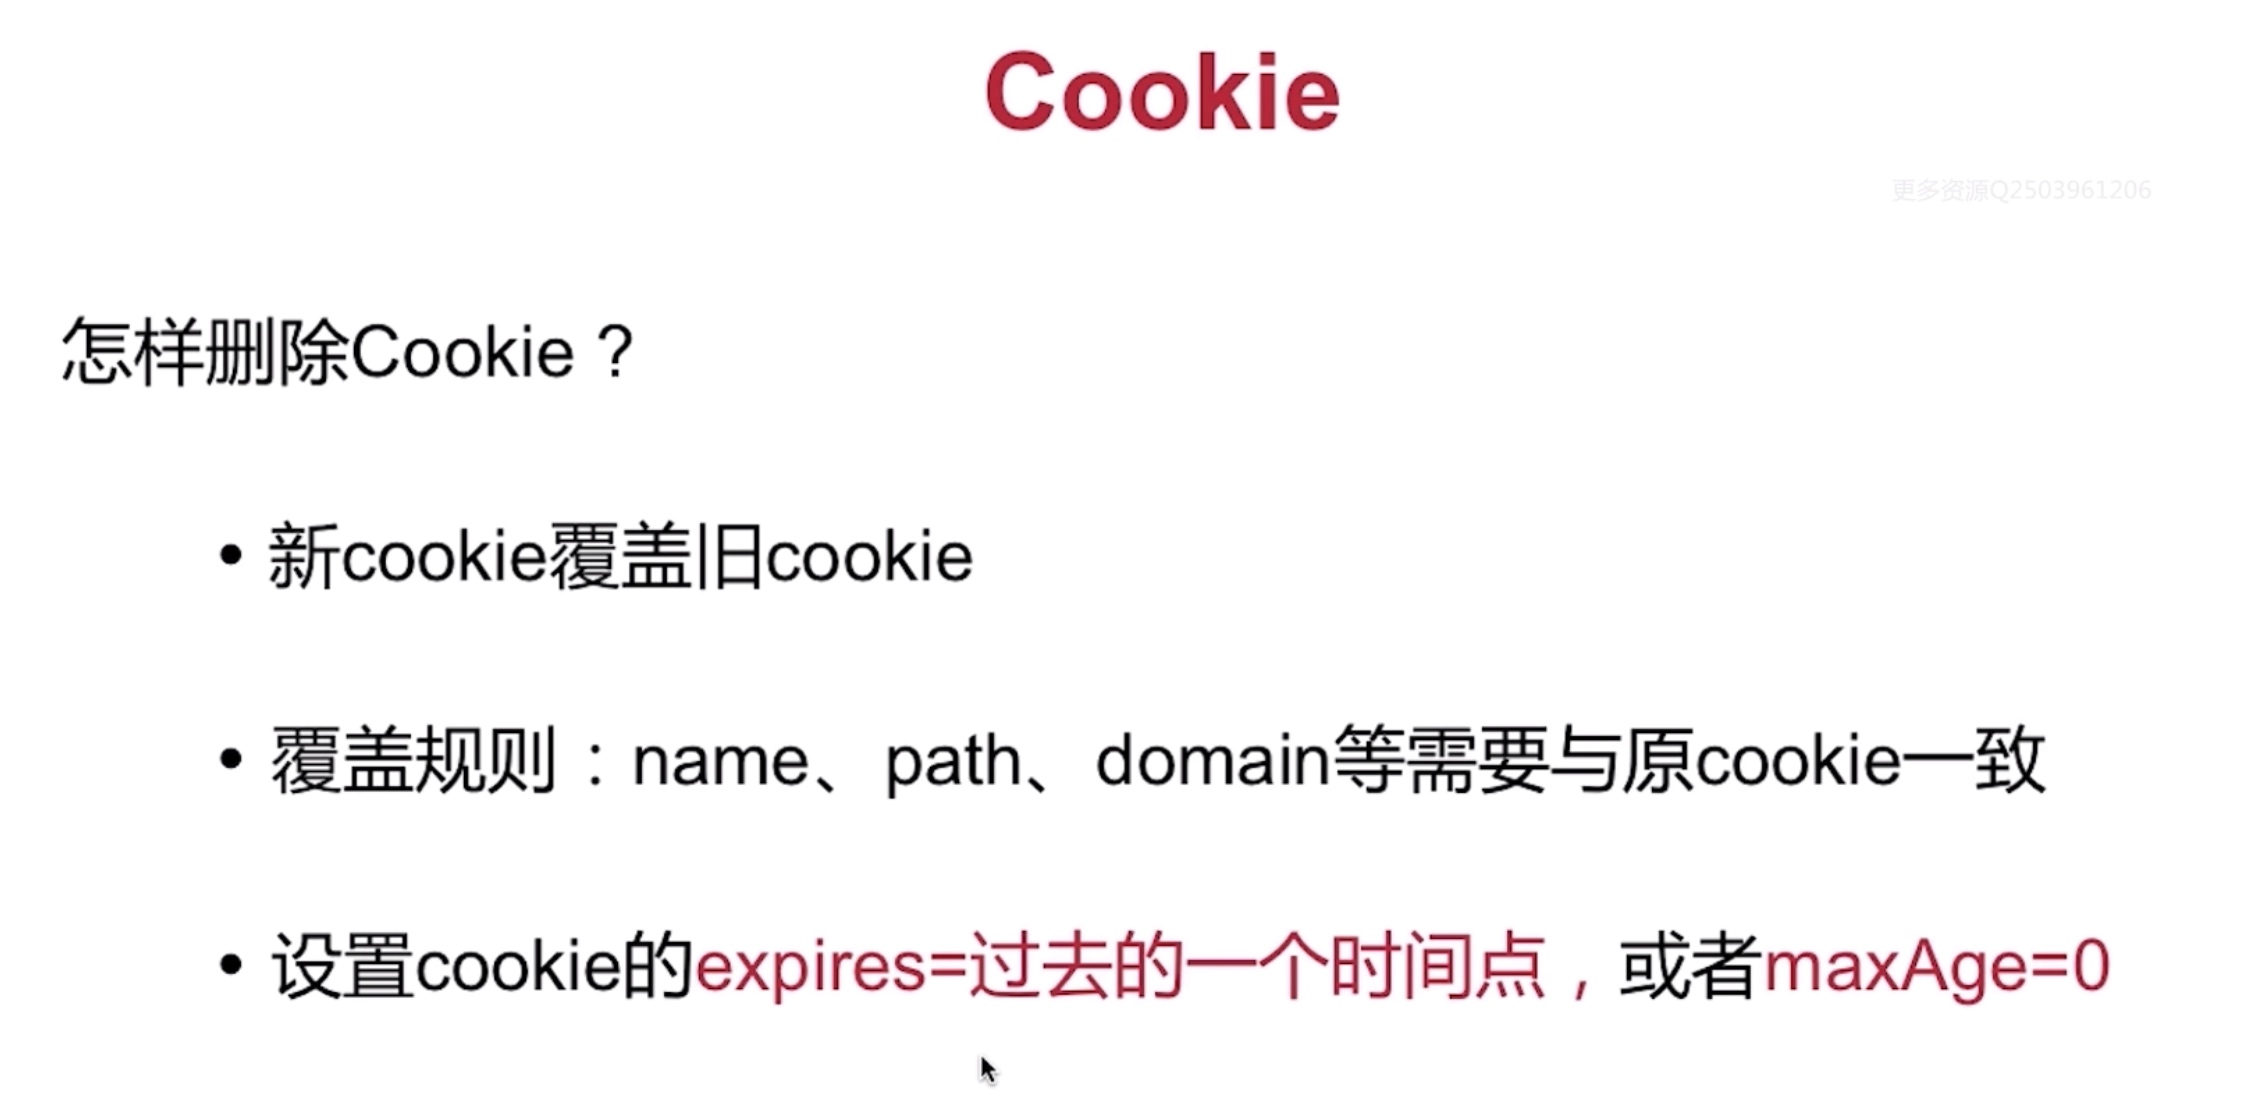 Cookie
更多资源Q2503961206
怎样删除Cookie？
• 新cookie覆盖旧cookie
• 覆盖规则：name、path、domain等需要与原cookie一致
• 设置cookie的expires=过去的一个时间点，或者maxAge=0